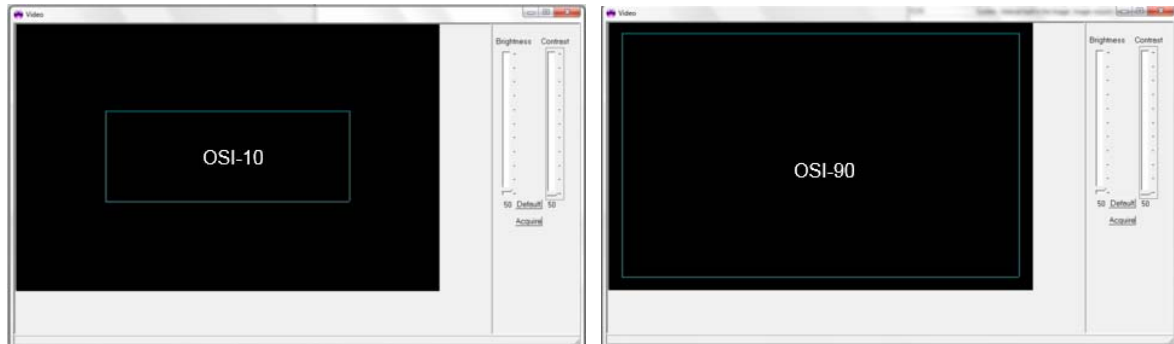 Video
Brightness Contrast
OSI-10
50 Default 50
Acquire
Video
Brightness Contrast
OSI-90
50 Default 50
Acquire